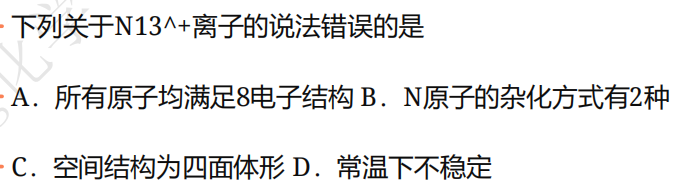 下列关于N13^+离子的说法错误的是
A．所有原子均满足8电子结构 B．N原子的杂化方式有2种
C．空间结构为四面体形 D．常温下不稳定